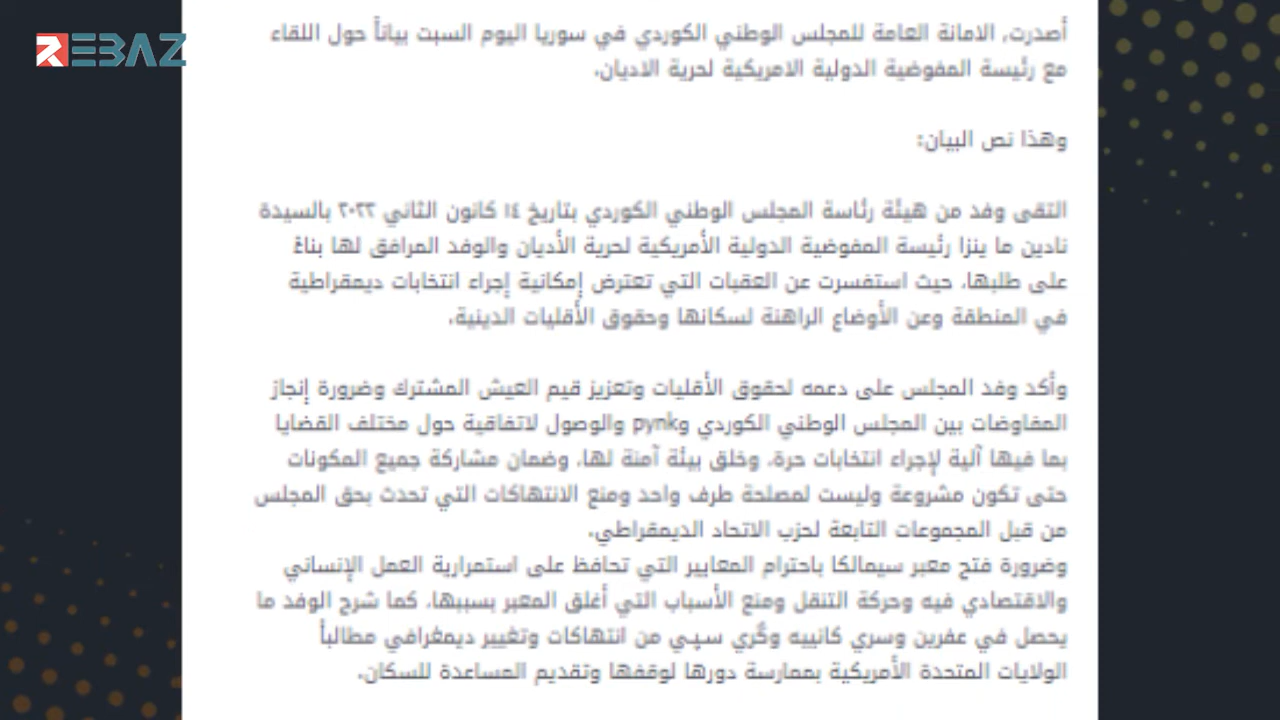 REBAZ
أصدرت، الامانة العامة للمجلس الوطني الكوردي في سوريا اليوم السبت بياناً حول اللقاء
مع رئيسة المفوضية الدولية الامريكية لحرية الاديان.
وهذا نص البيان:
التقى وفد من هيئة رئاسة المجلس الوطني الكوردي بتاريخ ١٤ كانون الثاني ٢٠٢٢ بالسيدة
نادين ما ينزا رئيسة المفوضية الدولية الأمريكية لحرية الأديان والوفد المرافق لها بناءً
على طلبها، حيث استفسرت عن العقبات التي تعترض إمكانية إجراء انتخابات ديمقراطية
في المنطقة وعن الأوضاع الراهنة لسكانها وحقوق الأقليات الدينية.
وأكد وفد المجلس على دعمه لحقوق الأقليات وتعزيز قيم العيش المشترك وضرورة إنجاز
المفاوضات بين المجلس الوطني الكوردي وpynk والوصول لاتفاقية حول مختلف القضايا
بما فيها آلية لإجراء انتخابات حرة، وخلق بيئة آمنة لها، وضمان مشاركة جميع المكونات
حتى تكون مشروعة وليست لمصلحة طرف واحد ومنع الانتهاكات التي تحدث بحق المجلس
من قبل المجموعات التابعة لحزب الاتحاد الديمقراطي.
وضرورة فتح معبر سيمالكا باحترام المعايير التي تحافظ على استمرارية العمل الإنساني
والاقتصادي فيه وحركة التنقل ومنع الأسباب التي أغلق المعبر بسببها، كما شرح الوفد ما
يحصل في عفرين وسري كانييه وگري سبي من انتهاكات وتغيير ديمغرافي مطالباً
الولايات المتحدة الأمريكية بممارسة دورها لوقفها وتقديم المساعدة للسكان.